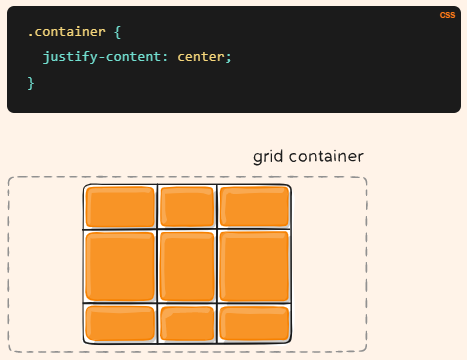 CSS
.container {
justify-content: center;
}
grid container